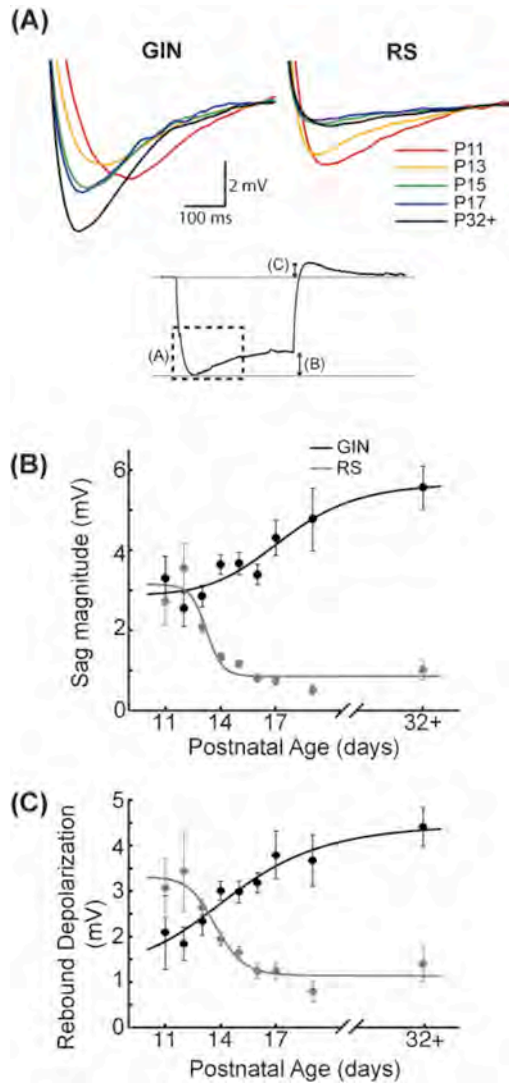 (A)
GIN
RS
P11
P13
P15
P17
P32+
2 mV
100 ms
(C)
(A)
(B)
(B)
GIN
RS
6
4
2
0
Sag magnitude (mV)
11
14
17
32+
Postnatal Age (days)
(C)
5
4
3
2
1
0
Rebound Depolarization
(mV)
11
14
17
32+
Postnatal Age (days)